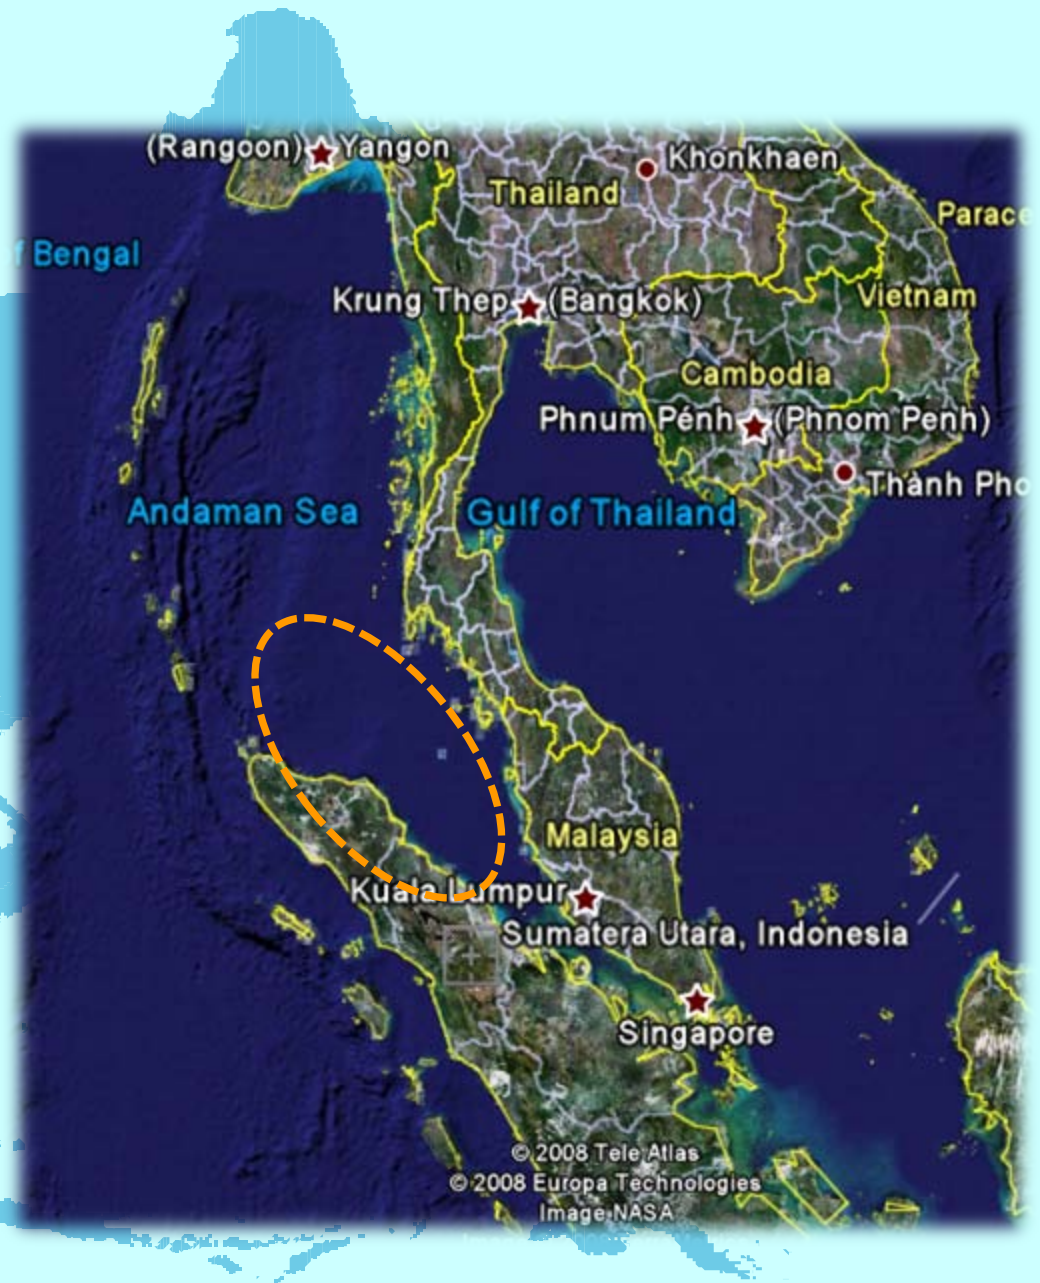 (Rangoon) Yangon
Khonkhaen
Thailand
Parace
f Bengal
Vietnam
Krung Thep (Bangkok)
Cambodia
Phnum Pénh (Phnom Penh)
Thành Pho
Andaman Sea
Gulf of Thailand
Malaysia
Kuala Lumpur
Sumatera Utara, Indonesia
Singapore
© 2008 Tele Atlas
© 2008 Europa Technologies
Image NASA